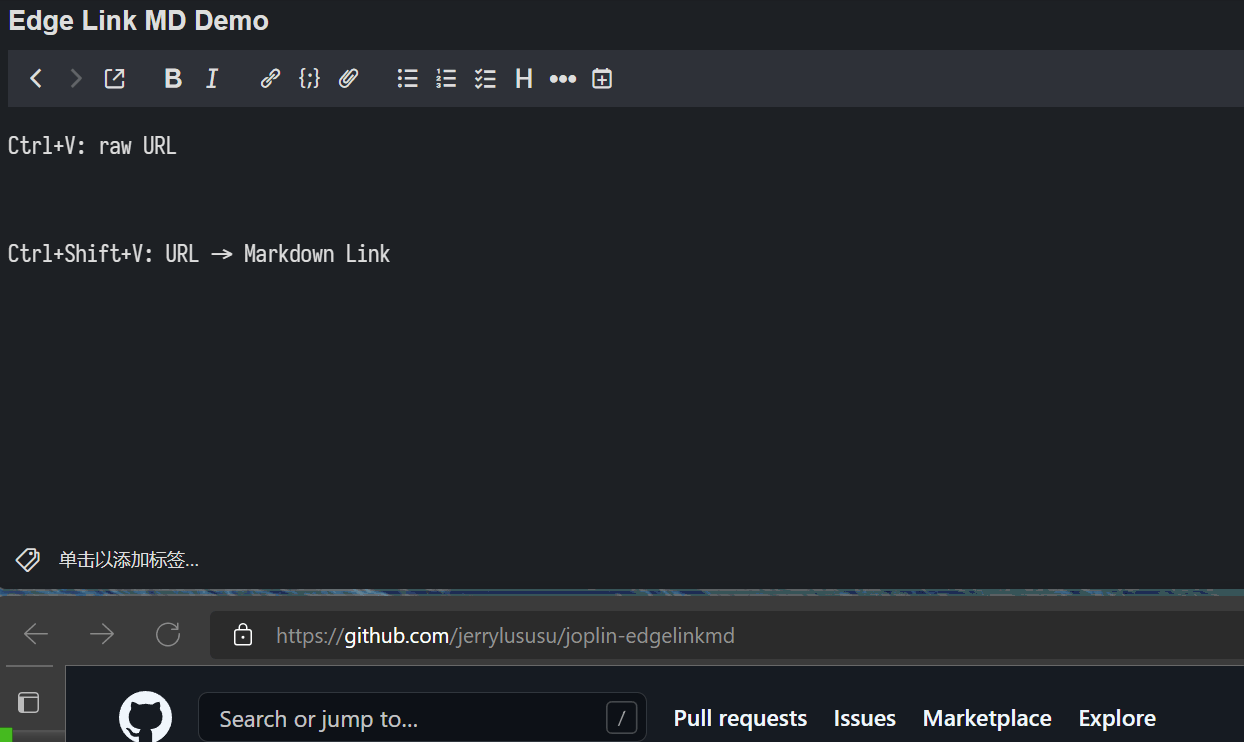 Edge Link MD Demo
B I {;} H
Ctrl+V: raw URL
Ctrl+Shift+V: URL -> Markdown Link
单击以添加标签...
https://github.com/jerrylususu/joplin-edgelinkmd
Search or jump to... /
Pull requests Issues Marketplace Explore